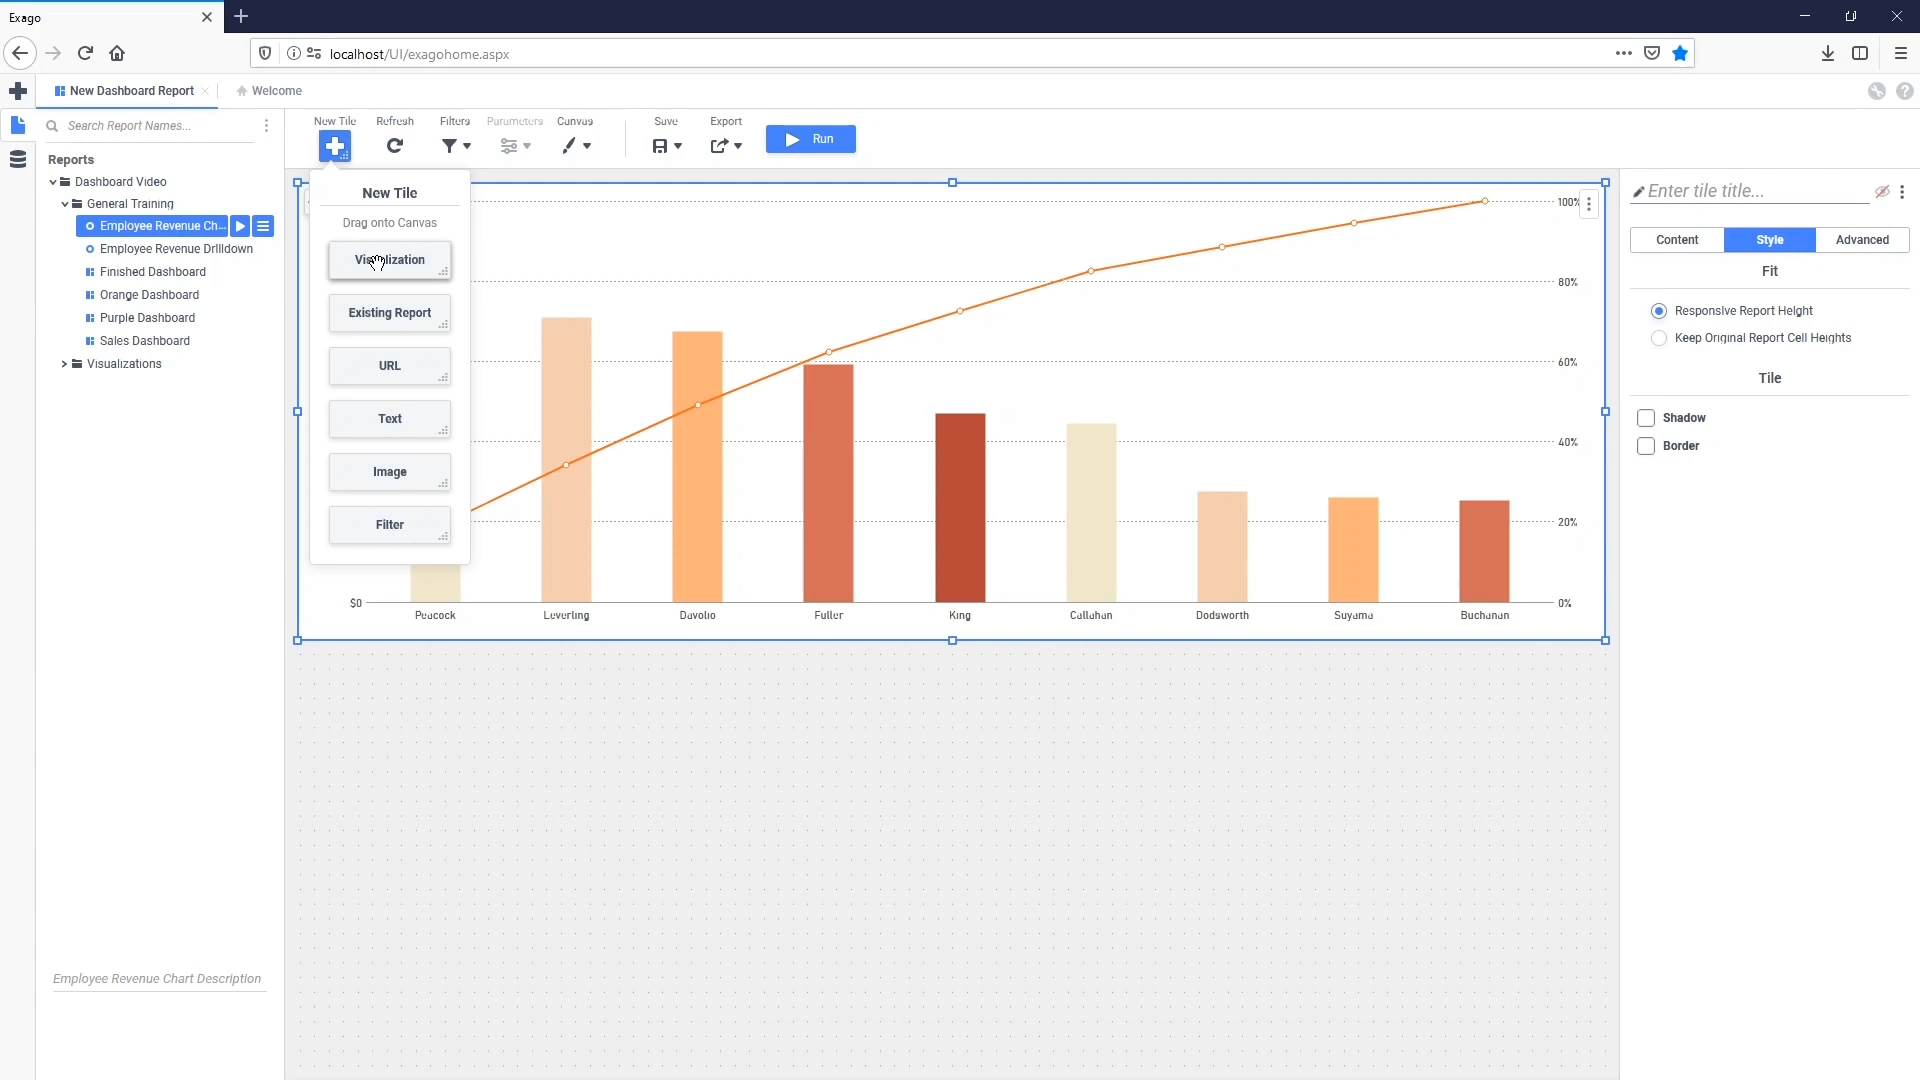 Exago
localhost/UI/exagohome.aspx
New Dashboard Report
Welcome
Search Report Names...
Reports
Dashboard Video
General Training
Employee Revenue Ch...
Employee Revenue Drilldown
Finished Dashboard
Orange Dashboard
Purple Dashboard
Sales Dashboard
Visualizations
Employee Revenue Chart Description
New Tile
Refresh
Filters
Parameters
Canvas
Save
Export
Run
New Tile
Drag onto Canvas
Visualization
Existing Report
URL
Text
Image
Filter
100%
80%
60%
40%
20%
$0
0%
Peacock
Leverling
Davolio
Fuller
King
Callahan
Dodsworth
Suyama
Buchanan
Enter tile title...
Content
Style
Advanced
Fit
Responsive Report Height
Keep Original Report Cell Heights
Tile
Shadow
Border